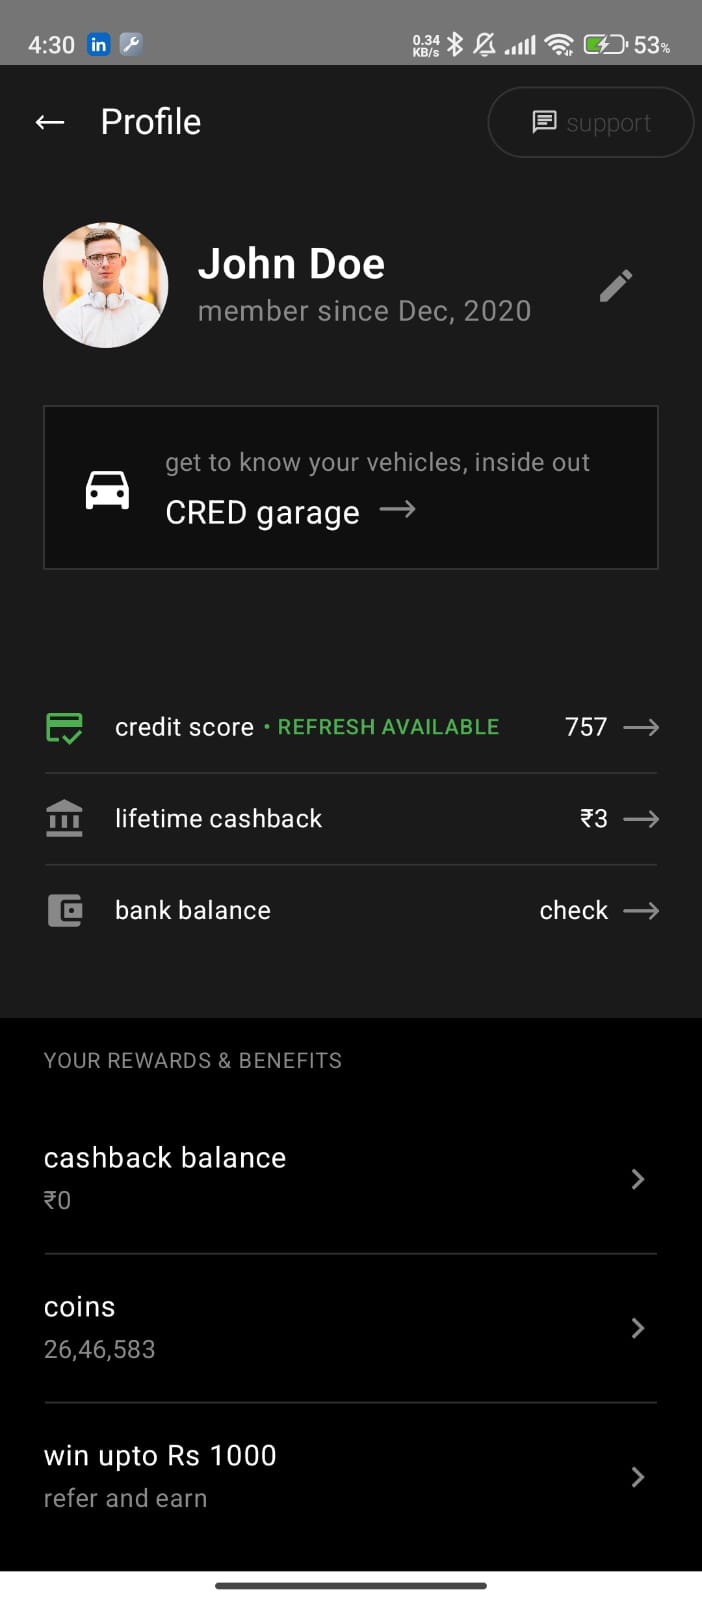 4:30 in 0.34 KB/s 53%
Profile support
John Doe
member since Dec, 2020
get to know your vehicles, inside out
CRED garage
credit score • REFRESH AVAILABLE 757
lifetime cashback ₹3
bank balance check
YOUR REWARDS & BENEFITS
cashback balance
₹0
coins
26,46,583
win upto Rs 1000
refer and earn